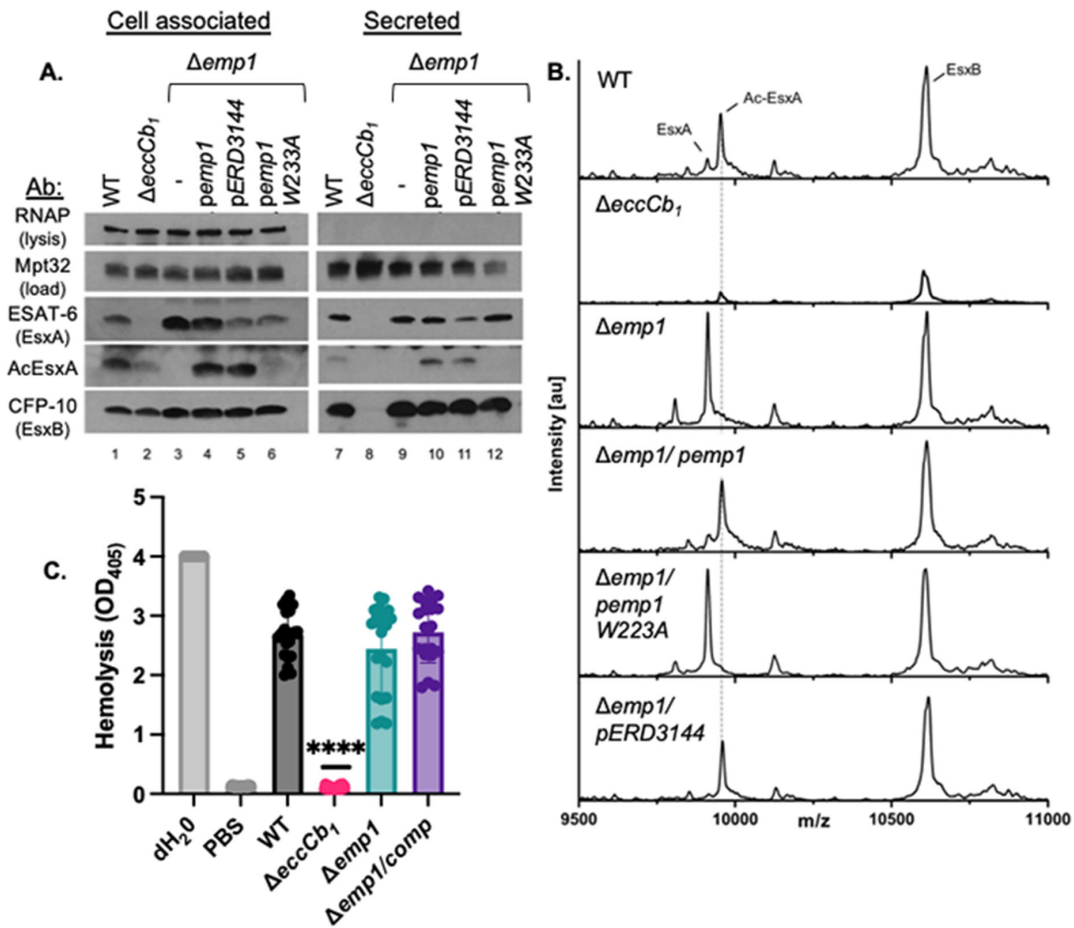 Cell associated
Secreted
Δemp1
Δemp1
A.
Ab:
WT
ΔeccCb1
-
pemp1
pERD3144
pemp1
W233A
WT
ΔeccCb1
-
pemp1
pERD3144
pemp1
W233A
RNAP
(lysis)
Mpt32
(load)
ESAT-6
(EsxA)
AcEsxA
CFP-10
(EsxB)
1 2 3 4 5 6 7 8 9 10 11 12
B.
WT
EsxA
Ac-EsxA
EsxB
ΔeccCb1
Δemp1
Δemp1/ pemp1
Δemp1/
pemp1
W223A
Δemp1/
pERD3144
Intensity [au]
9500 10000 m/z 10500 11000
C.
Hemolysis (OD405)
5
4
3
2
1
0
****
dH20
PBS
WT
ΔeccCb1
Δemp1
Δemp1/comp